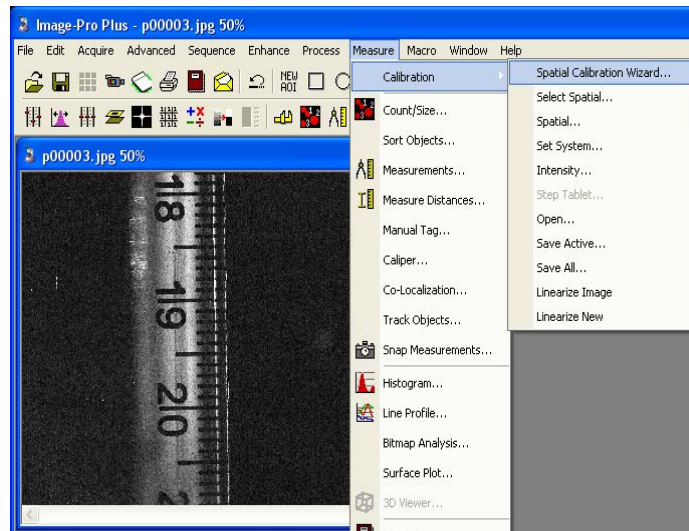 Image-Pro Plus - p00003.jpg 50%
File Edit Acquire Advanced Sequence Enhance Process Measure Macro Window Help
NEW
AOI
p00003.jpg 50%
18
19
20
Calibration
Count/Size...
Sort Objects...
Measurements...
Measure Distances...
Manual Tag...
Caliper...
Co-Localization...
Track Objects...
Snap Measurements...
Histogram...
Line Profile...
Bitmap Analysis...
Surface Plot...
3D Viewer...
Spatial Calibration Wizard...
Select Spatial...
Spatial...
Set System...
Intensity...
Step Tablet...
Open...
Save Active...
Save All...
Linearize Image
Linearize New